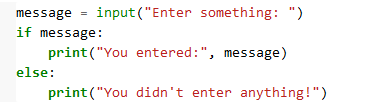 message = input("Enter something: ")
if message:
    print("You entered:", message)
else:
    print("You didn't enter anything!")